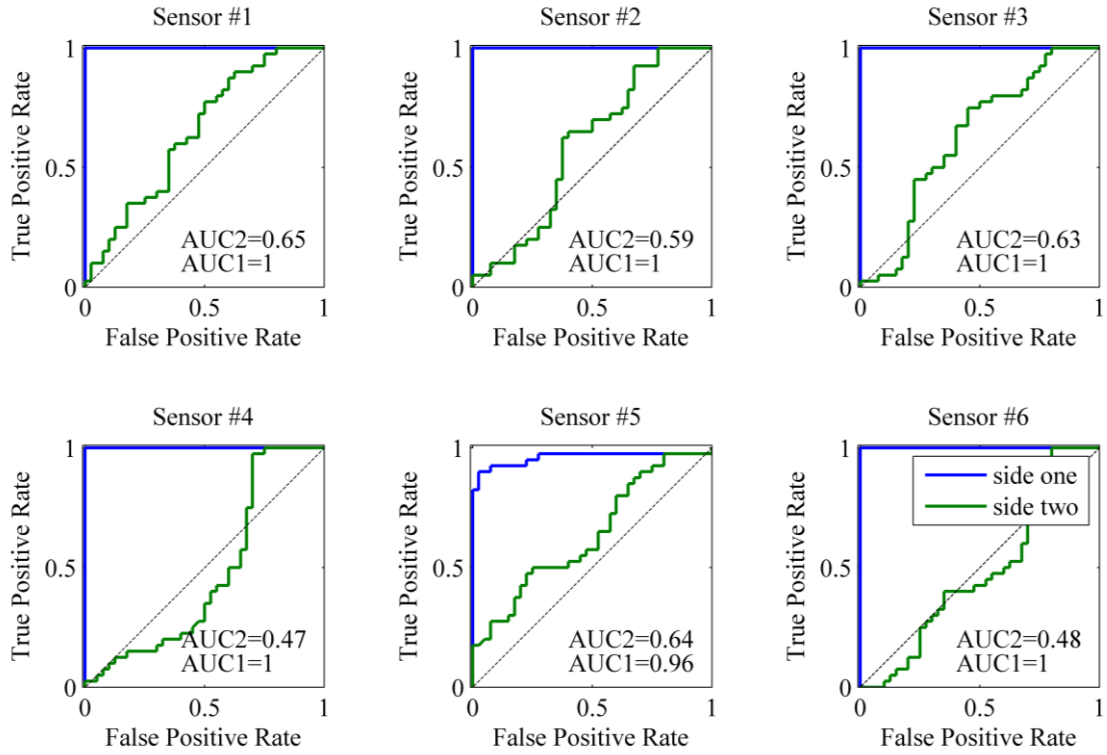 Sensor #1
True Positive Rate
1
0.5
0
AUC2=0.65
AUC1=1
0 0.5 1
False Positive Rate
Sensor #2
True Positive Rate
1
0.5
0
AUC2=0.59
AUC1=1
0 0.5 1
False Positive Rate
Sensor #3
True Positive Rate
1
0.5
0
AUC2=0.63
AUC1=1
0 0.5 1
False Positive Rate
Sensor #4
True Positive Rate
1
0.5
0
AUC2=0.47
AUC1=1
0 0.5 1
False Positive Rate
Sensor #5
True Positive Rate
1
0.5
0
AUC2=0.64
AUC1=0.96
0 0.5 1
False Positive Rate
Sensor #6
True Positive Rate
1
side one
side two
0.5
0
AUC2=0.48
AUC1=1
0 0.5 1
False Positive Rate